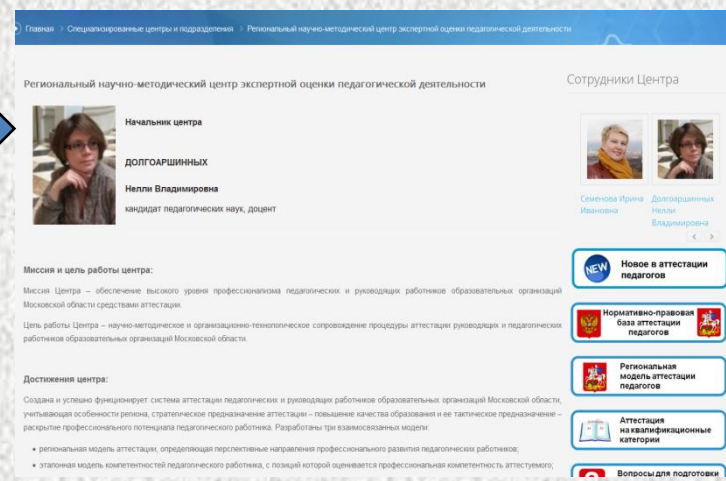 Главная > Специализированные центры и подразделения > Региональный научно-методический центр экспертной оценки педагогической деятельности
Региональный научно-методический центр экспертной оценки педагогической деятельности
Начальник центра
ДОЛГОАРШИННЫХ
Нелли Владимировна
кандидат педагогических наук, доцент
Миссия и цель работы центра:
Миссия Центра – обеспечение высокого уровня профессионализма педагогических и руководящих работников образовательных организаций
Московской области средствами аттестации.
Цель работы Центра – научно-методическое и организационно-технологическое сопровождение процедуры аттестации руководящих и педагогических
работников образовательных организаций Московской области.
Достижения центра:
Создана и успешно функционирует система аттестации педагогических и руководящих работников образовательных организаций Московской области,
учитывающая особенности региона, стратегическое предназначение аттестации – повышение качества образования и ее тактическое предназначение –
раскрытие профессионального потенциала педагогического работника. Разработаны три взаимосвязанных модели:
• региональная модель аттестации, определяющая перспективные направления профессионального развития педагогических работников;
• эталонная модель компетентностей педагогического работника, с позиций которой оценивается профессиональная компетентность аттестуемого;
Сотрудники Центра
Семенова Ирина
Ивановна
Долгоаршинных
Нелли
Владимировна
< >
NEW
Новое в аттестации
педагогов
Нормативно-правовая
база аттестации
педагогов
Региональная
модель аттестации
педагогов
Аттестация
на квалификационные
категории
Вопросы для подготовки